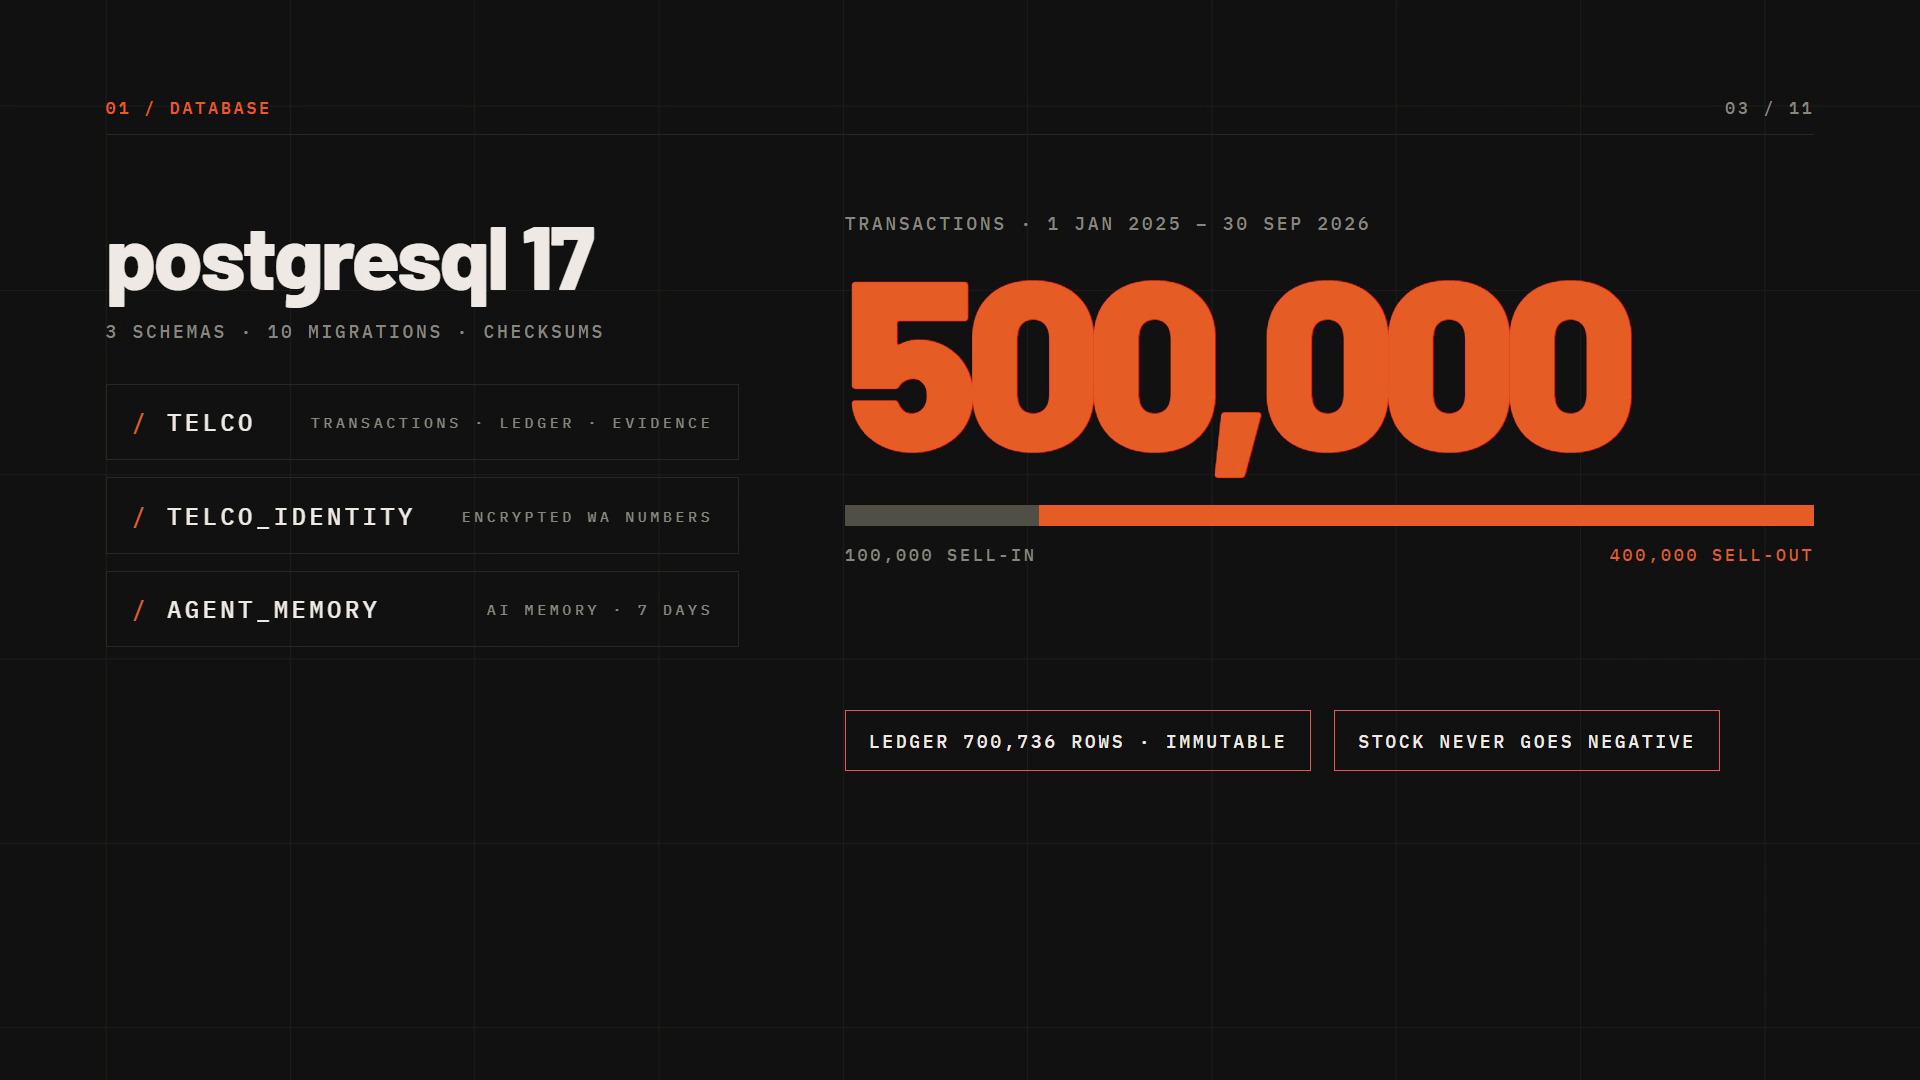 01 / DATABASE
03 / 11
postgresql 17
3 SCHEMAS · 10 MIGRATIONS · CHECKSUMS
/ TELCO TRANSACTIONS · LEDGER · EVIDENCE
/ TELCO_IDENTITY ENCRYPTED WA NUMBERS
/ AGENT_MEMORY AI MEMORY · 7 DAYS
TRANSACTIONS · 1 JAN 2025 – 30 SEP 2026
500,000
100,000 SELL-IN
400,000 SELL-OUT
LEDGER 700,736 ROWS · IMMUTABLE
STOCK NEVER GOES NEGATIVE